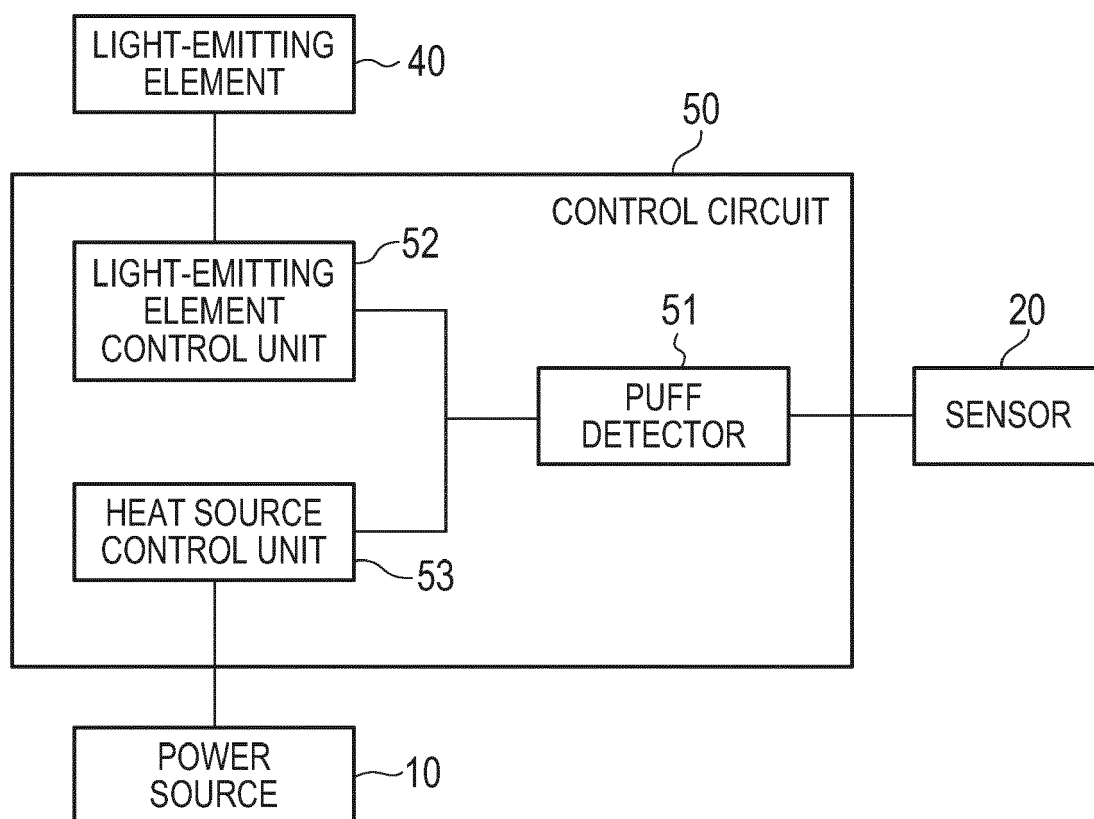 LIGHT-EMITTING
ELEMENT
40
50
CONTROL CIRCUIT
52
LIGHT-EMITTING
ELEMENT
CONTROL UNIT
51
PUFF
DETECTOR
20
SENSOR
HEAT SOURCE
CONTROL UNIT
53
POWER
SOURCE
10